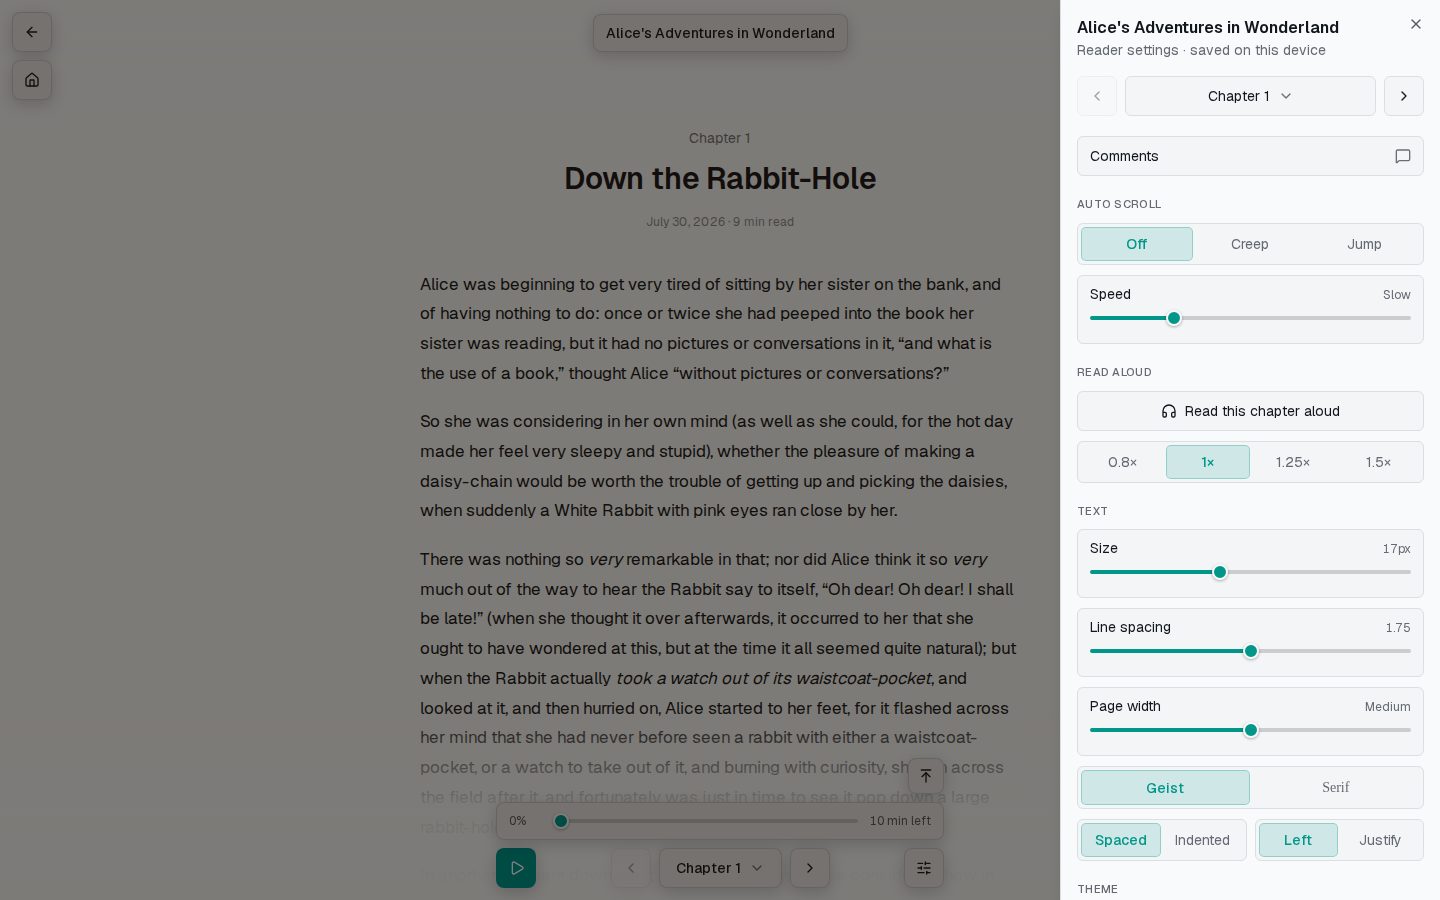 Alice's Adventures in Wonderland
Chapter 1
Down the Rabbit-Hole
July 30, 2026 · 9 min read
Alice was beginning to get very tired of sitting by her sister on the bank, and
of having nothing to do: once or twice she had peeped into the book her
sister was reading, but it had no pictures or conversations in it, “and what is
the use of a book,” thought Alice “without pictures or conversations?”
So she was considering in her own mind (as well as she could, for the hot day
made her feel very sleepy and stupid), whether the pleasure of making a
daisy-chain would be worth the trouble of getting up and picking the daisies,
when suddenly a White Rabbit with pink eyes ran close by her.
There was nothing so very remarkable in that; nor did Alice think it so very
much out of the way to hear the Rabbit say to itself, “Oh dear! Oh dear! I shall
be late!” (when she thought it over afterwards, it occurred to her that she
ought to have wondered at this, but at the time it all seemed quite natural); but
when the Rabbit actually took a watch out of its waistcoat-pocket, and
looked at it, and then hurried on, Alice started to her feet, for it flashed across
her mind that she had never before seen a rabbit with either a waistcoat-
pocket, or a watch to take out of it, and burning with curiosity, she ran across
the field after it, and fortunately was just in time to see it pop down a large
0%
10 min left
Chapter 1
Alice's Adventures in Wonderland
Reader settings · saved on this device
Chapter 1
Comments
AUTO SCROLL
Off Creep Jump
Speed Slow
READ ALOUD
Read this chapter aloud
0.8× 1× 1.25× 1.5×
TEXT
Size 17px
Line spacing 1.75
Page width Medium
Geist Serif
Spaced Indented Left Justify
THEME